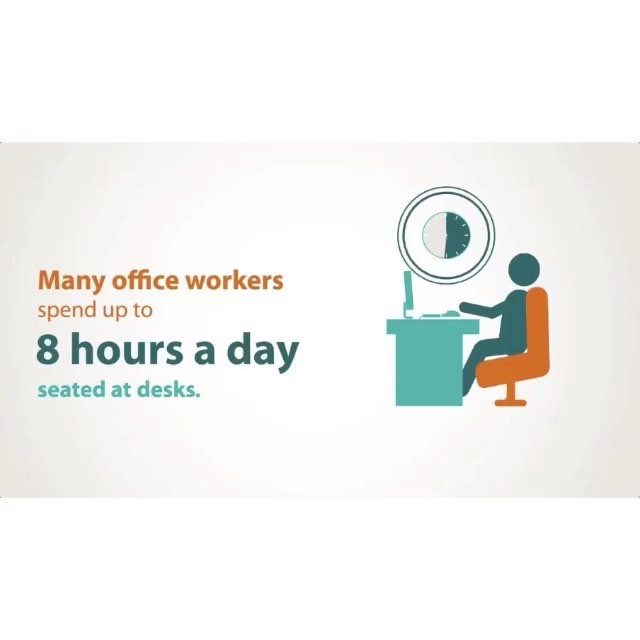 Many office workers
spend up to
8 hours a day
seated at desks.